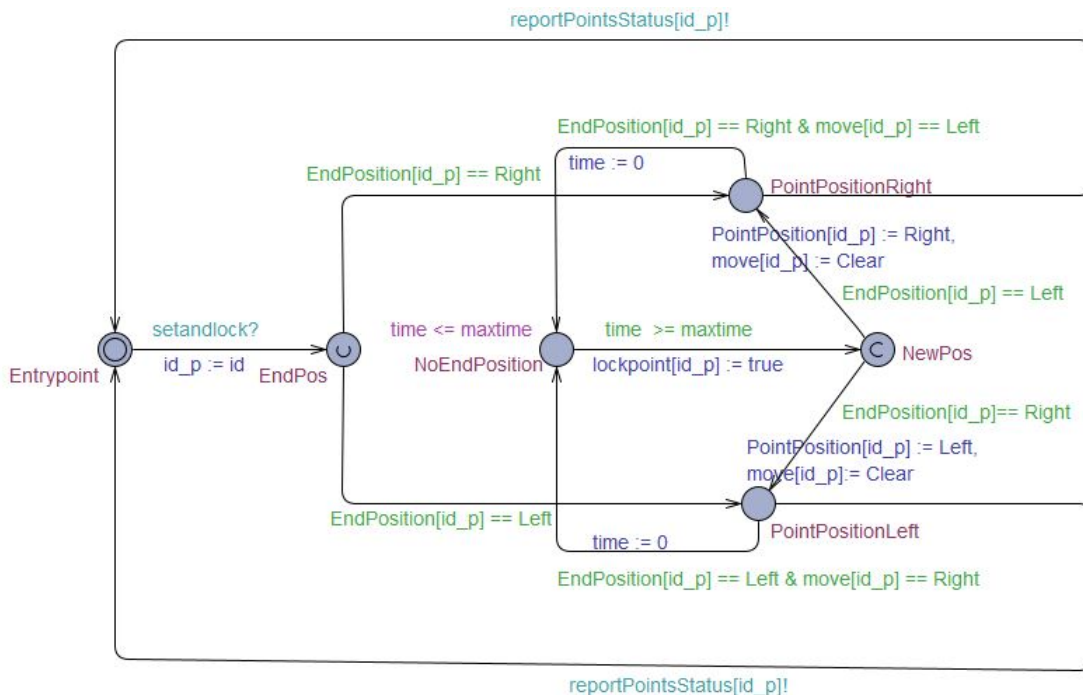 reportPointsStatus[id_p]!
EndPosition[id_p] == Right & move[id_p] == Left
time := 0
EndPosition[id_p] == Right
PointPositionRight
PointPosition[id_p] := Right,
move[id_p] := Clear
EndPosition[id_p] == Left
setandlock?
time <= maxtime
time >= maxtime
id_p := id
Entrypoint
EndPos
NoEndPosition
lockpoint[id_p] := true
NewPos
EndPosition[id_p]== Right
PointPosition[id_p] := Left,
move[id_p]:= Clear
EndPosition[id_p] == Left
time := 0
PointPositionLeft
EndPosition[id_p] == Left & move[id_p] == Right
reportPointsStatus[id_p]!